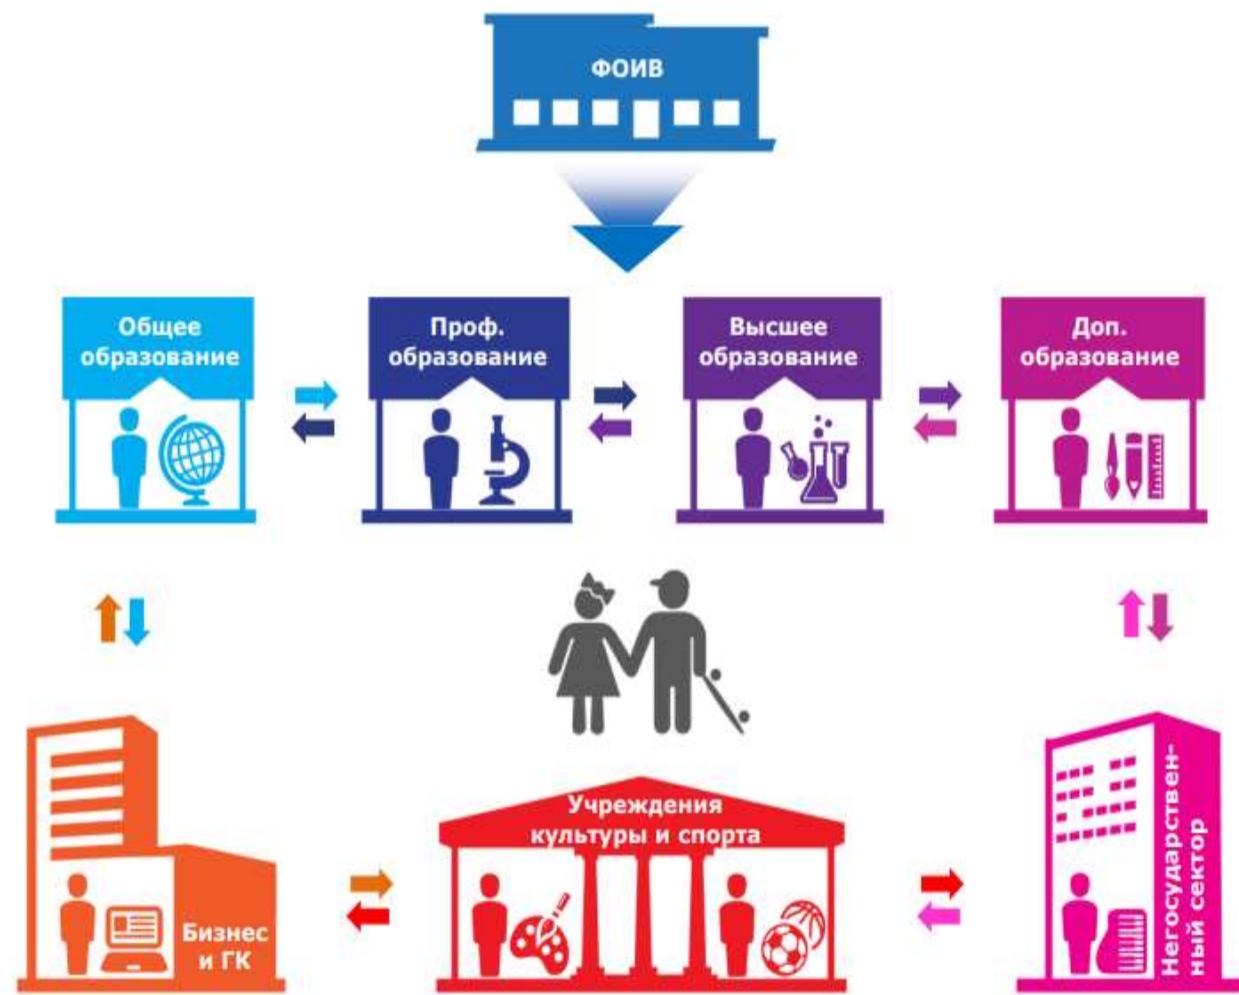 ФОИВ
Общее
образование
Проф.
образование
Высшее
образование
Доп.
образование
Бизнес
и ГК
Учреждения
культуры и спорта
Негосударствен-
ный сектор